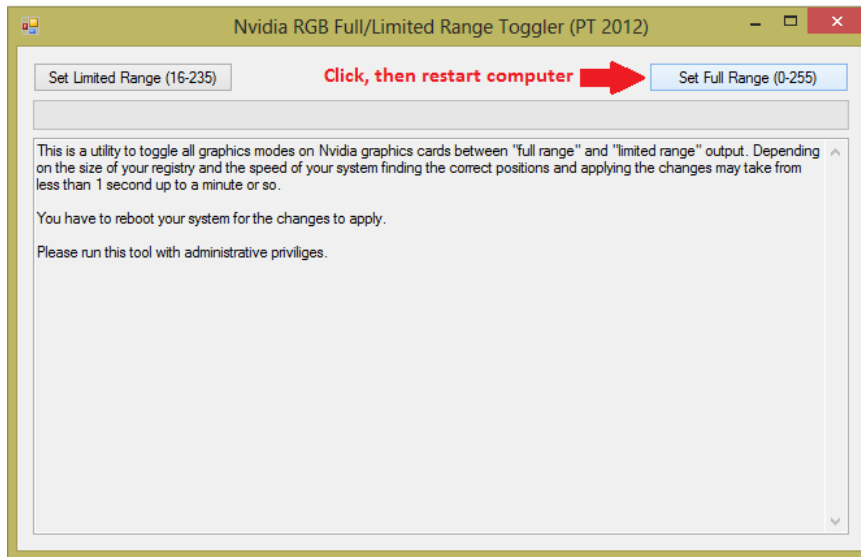 Nvidia RGB Full/Limited Range Toggler (PT 2012)
Set Limited Range (16-235)
Click, then restart computer
Set Full Range (0-255)
This is a utility to toggle all graphics modes on Nvidia graphics cards between "full range" and "limited range" output. Depending
on the size of your registry and the speed of your system finding the correct positions and applying the changes may take from
less than 1 second up to a minute or so.
You have to reboot your system for the changes to apply.
Please run this tool with administrative priviliges.